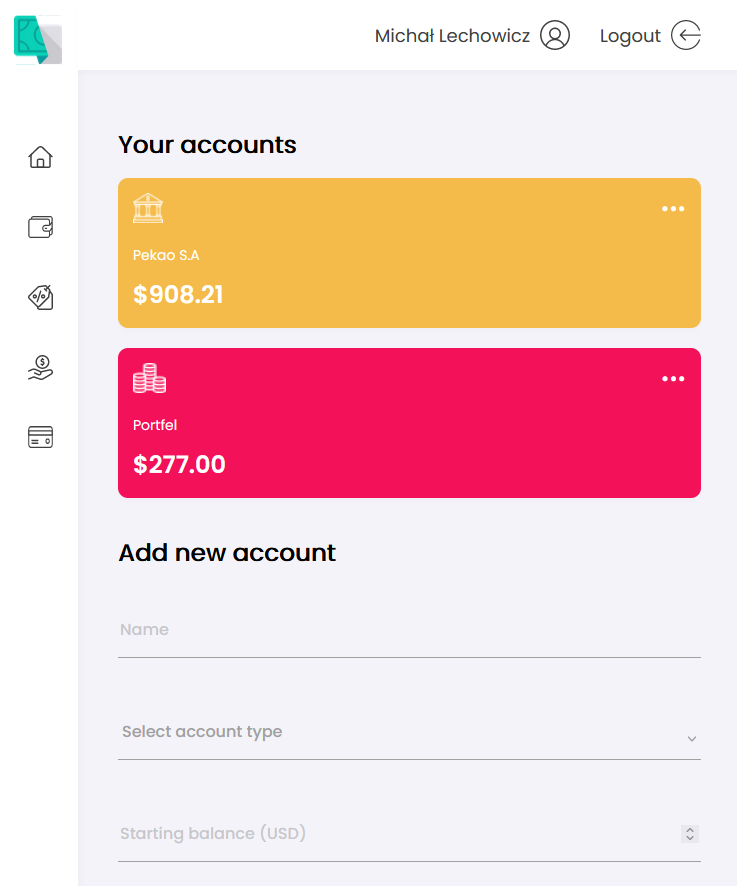 Michał Lechowicz
Logout
Your accounts
Pekao S.A
$908.21
Portfel
$277.00
Add new account
Name
Select account type
Starting balance (USD)